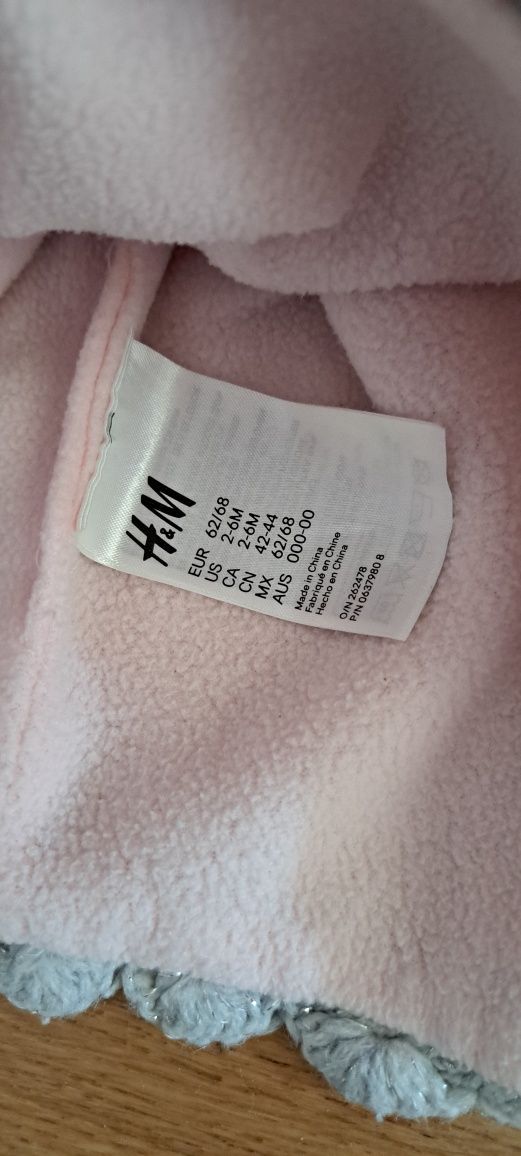 H&M
EUR 62/68
US 2-6M
CA 2-6M
CN 42-44
MX 62/68
AUS 000-00
Made in China
Fabriqué en Chine
Hecho en China
O/N 262478
P/N 0637980 8